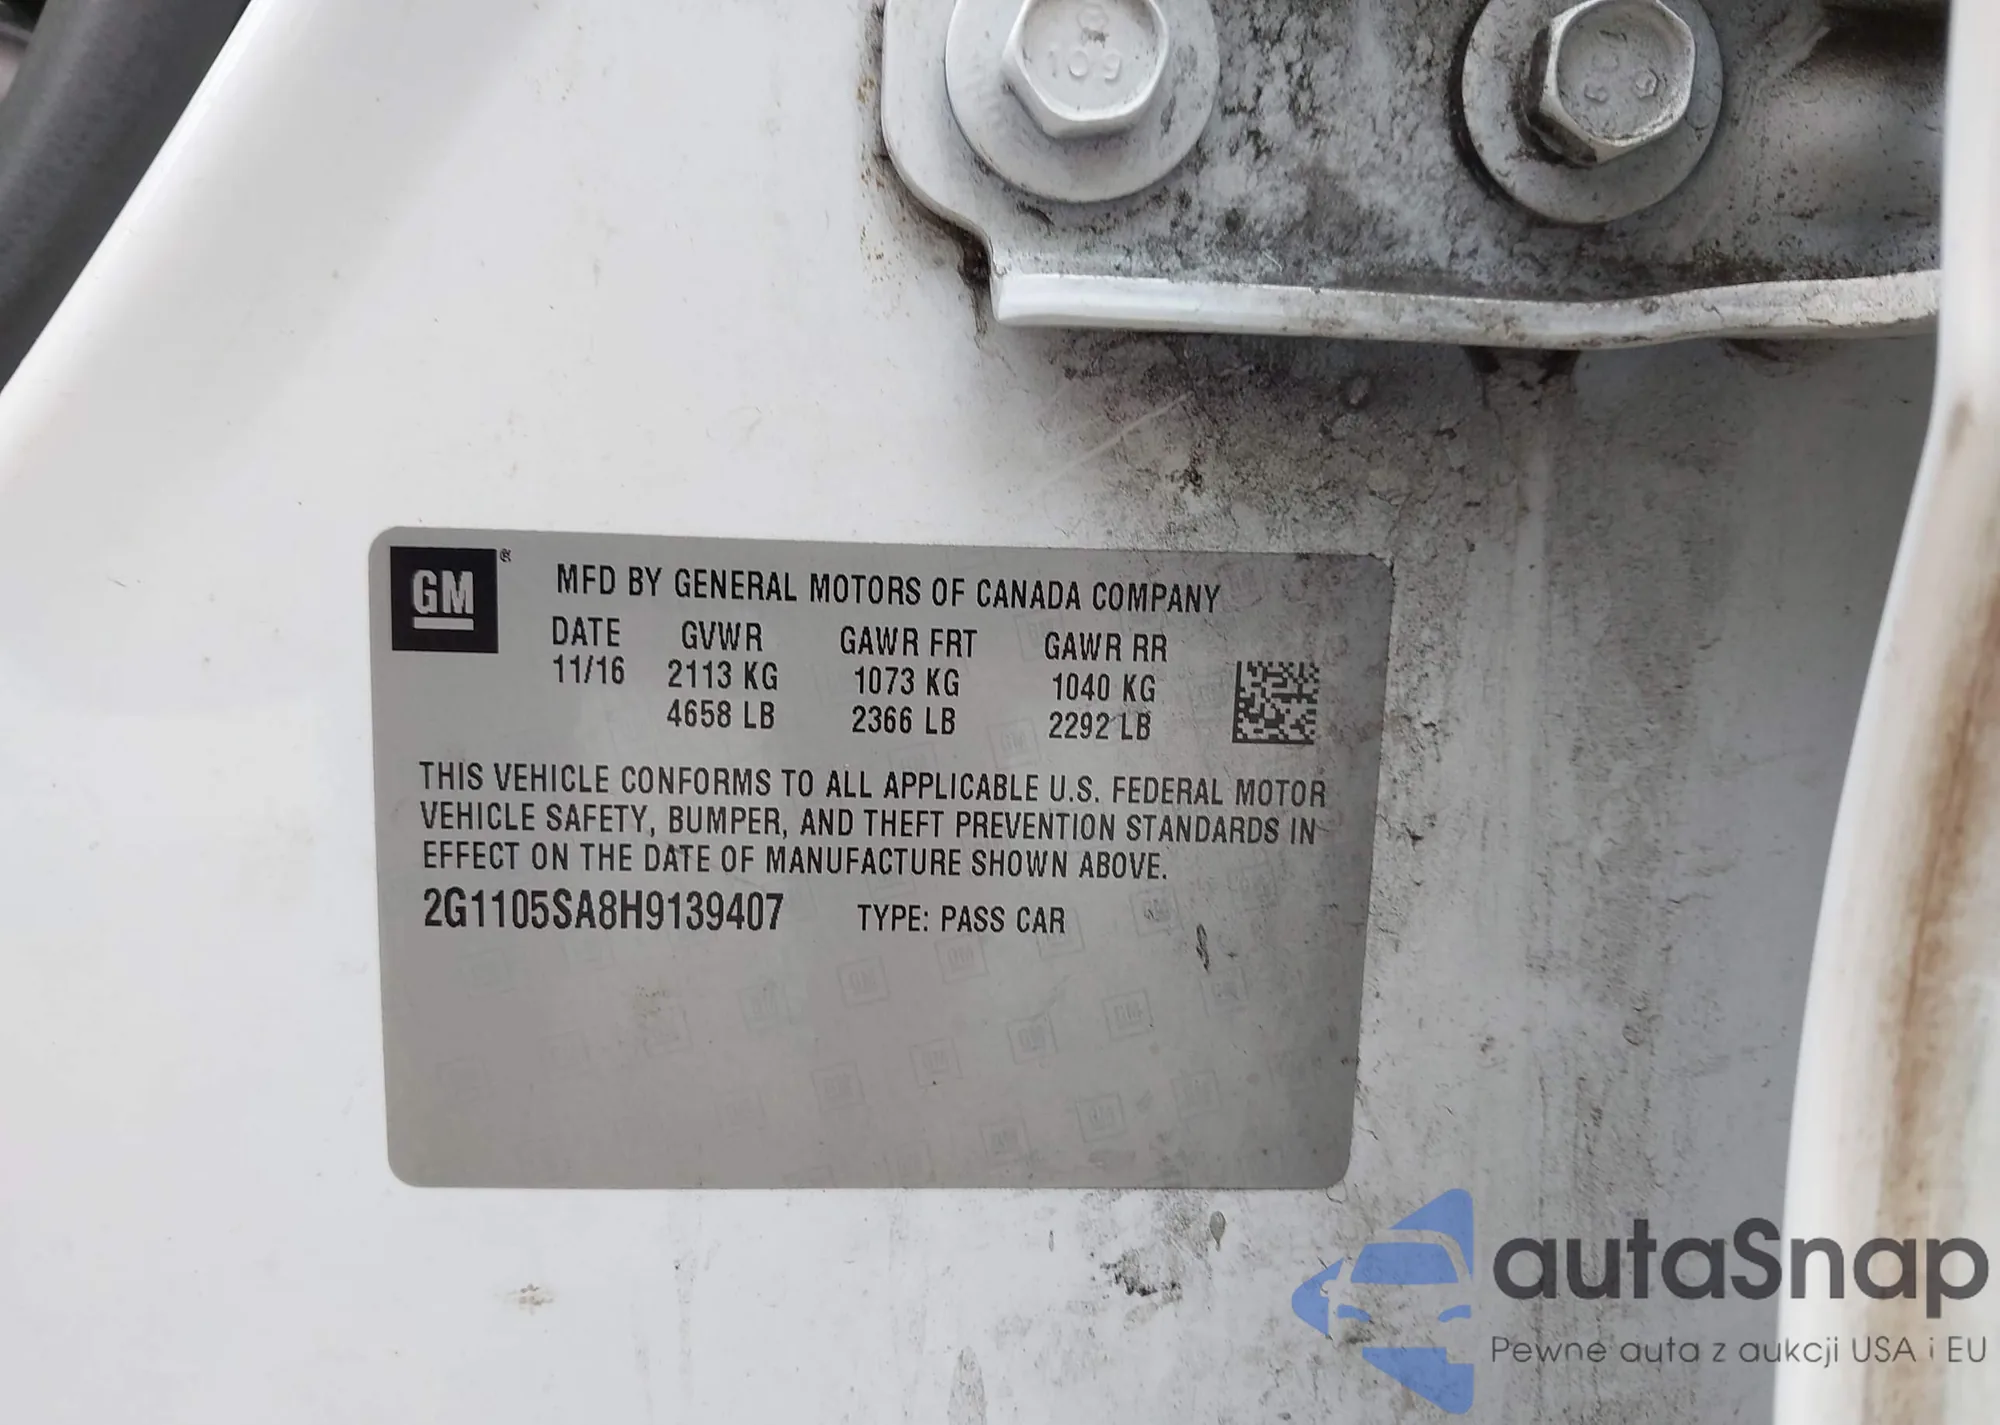 109
GM®
MFD BY GENERAL MOTORS OF CANADA COMPANY
DATE GVWR GAWR FRT GAWR RR
11/16 2113 KG 1073 KG 1040 KG
4658 LB 2366 LB 2292 LB
THIS VEHICLE CONFORMS TO ALL APPLICABLE U.S. FEDERAL MOTOR
VEHICLE SAFETY, BUMPER, AND THEFT PREVENTION STANDARDS IN
EFFECT ON THE DATE OF MANUFACTURE SHOWN ABOVE.
2G1105SA8H9139407 TYPE: PASS CAR
autaSnap
Pewne auta z aukcji USA i EU